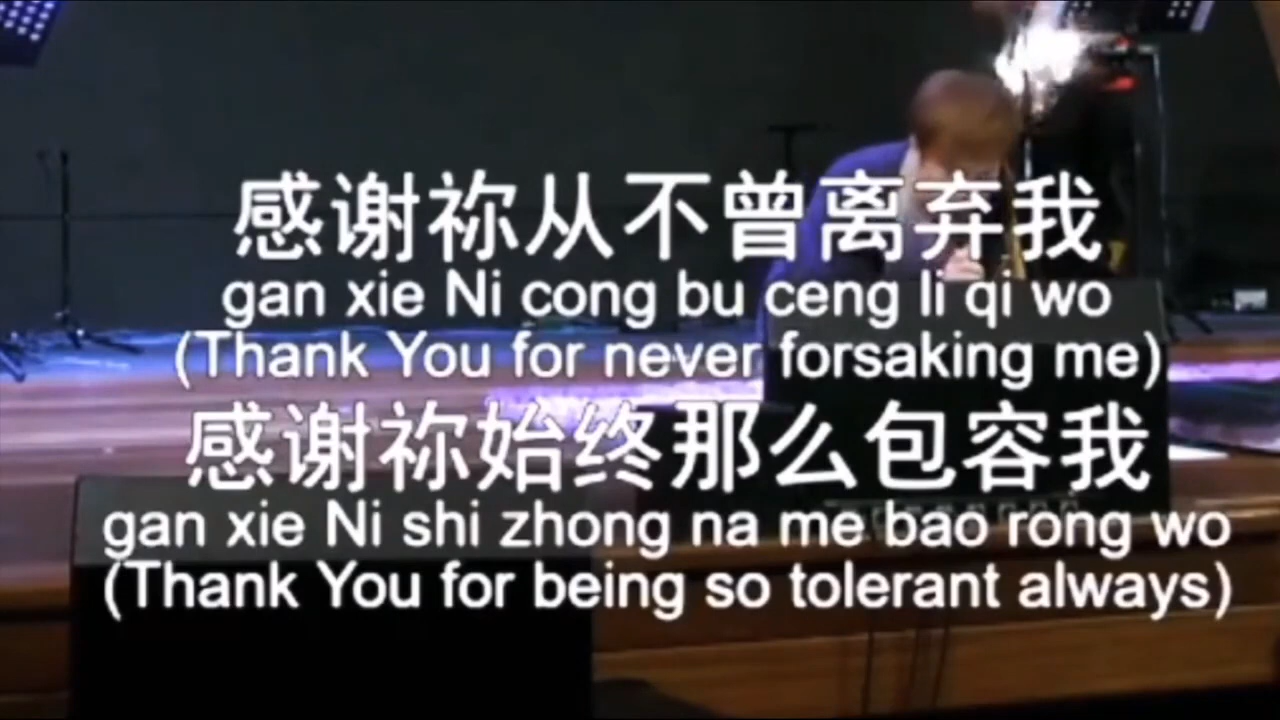 感谢祢从不曾离弃我
gan xie Ni cong bu ceng li qi wo
(Thank You for never forsaking me)
感谢祢始终那么包容我
gan xie Ni shi zhong na me bao rong wo
(Thank You for being so tolerant always)